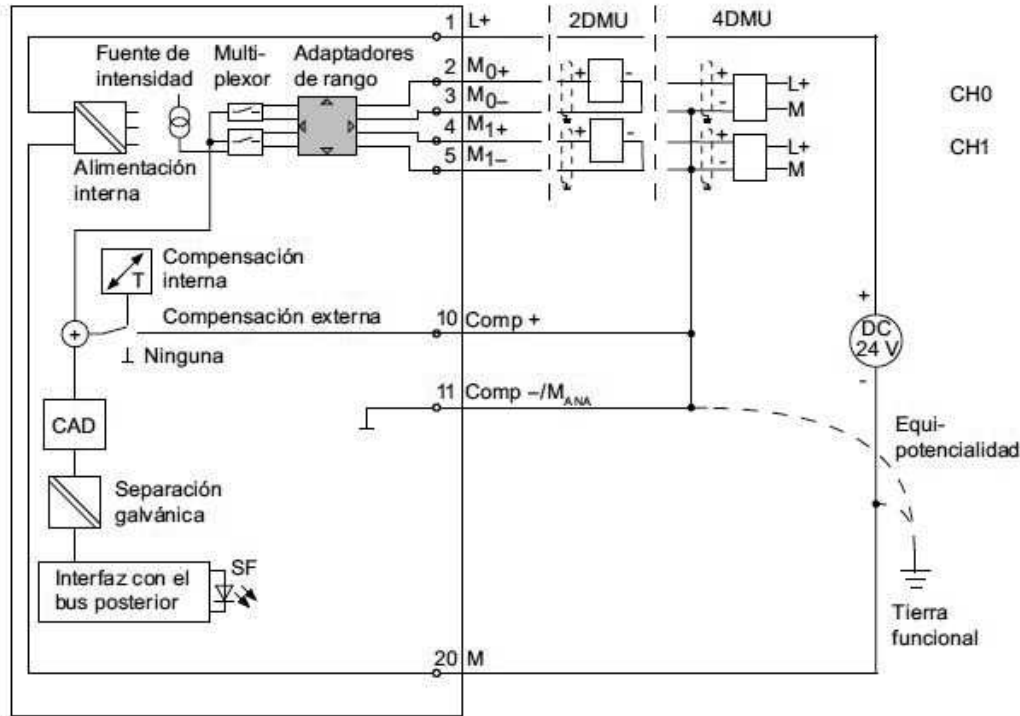 1 L+
2DMU
4DMU
Fuente de
intensidad
Multi-
plexor
Adaptadores
de rango
2 M0+
3 M0–
4 M1+
5 M1–
+ -
+ -
+
-
+
-
L+
M
L+
M
CH0
CH1
Alimentación
interna
T
Compensación
interna
+
Compensación externa
Ninguna
10 Comp +
11 Comp –/MANA
+
DC
24 V
-
CAD
Equi-
potencialidad
Separación
galvánica
Interfaz con el
bus posterior
SF
Tierra
funcional
20 M